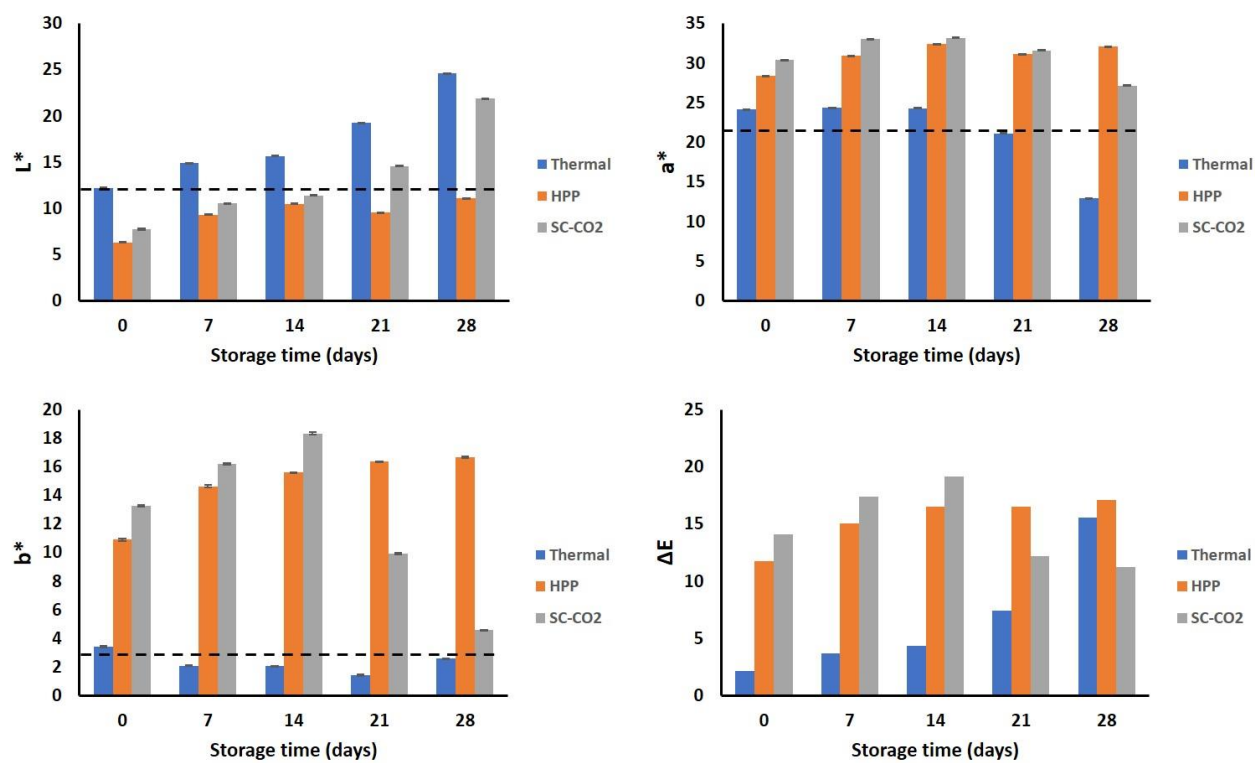 30
25
20
15
10
5
0
L*
0 7 14 21 28
Storage time (days)
Thermal
HPP
SC-CO2
35
30
25
20
15
10
5
0
a*
0 7 14 21 28
Storage time (days)
Thermal
HPP
SC-CO2
20
18
16
14
12
10
8
6
4
2
0
b*
0 7 14 21 28
Storage time (days)
Thermal
HPP
SC-CO2
25
20
15
10
5
0
ΔE
0 7 14 21 28
Storage time (days)
Thermal
HPP
SC-CO2